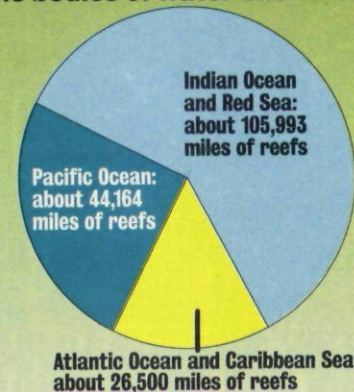 Indian Ocean
and Red Sea:
about 105,993
miles of reefs
Pacific Ocean:
about 44,164
miles of reefs
Atlantic Ocean and Caribbean Sea
about 26,500 miles of reefs